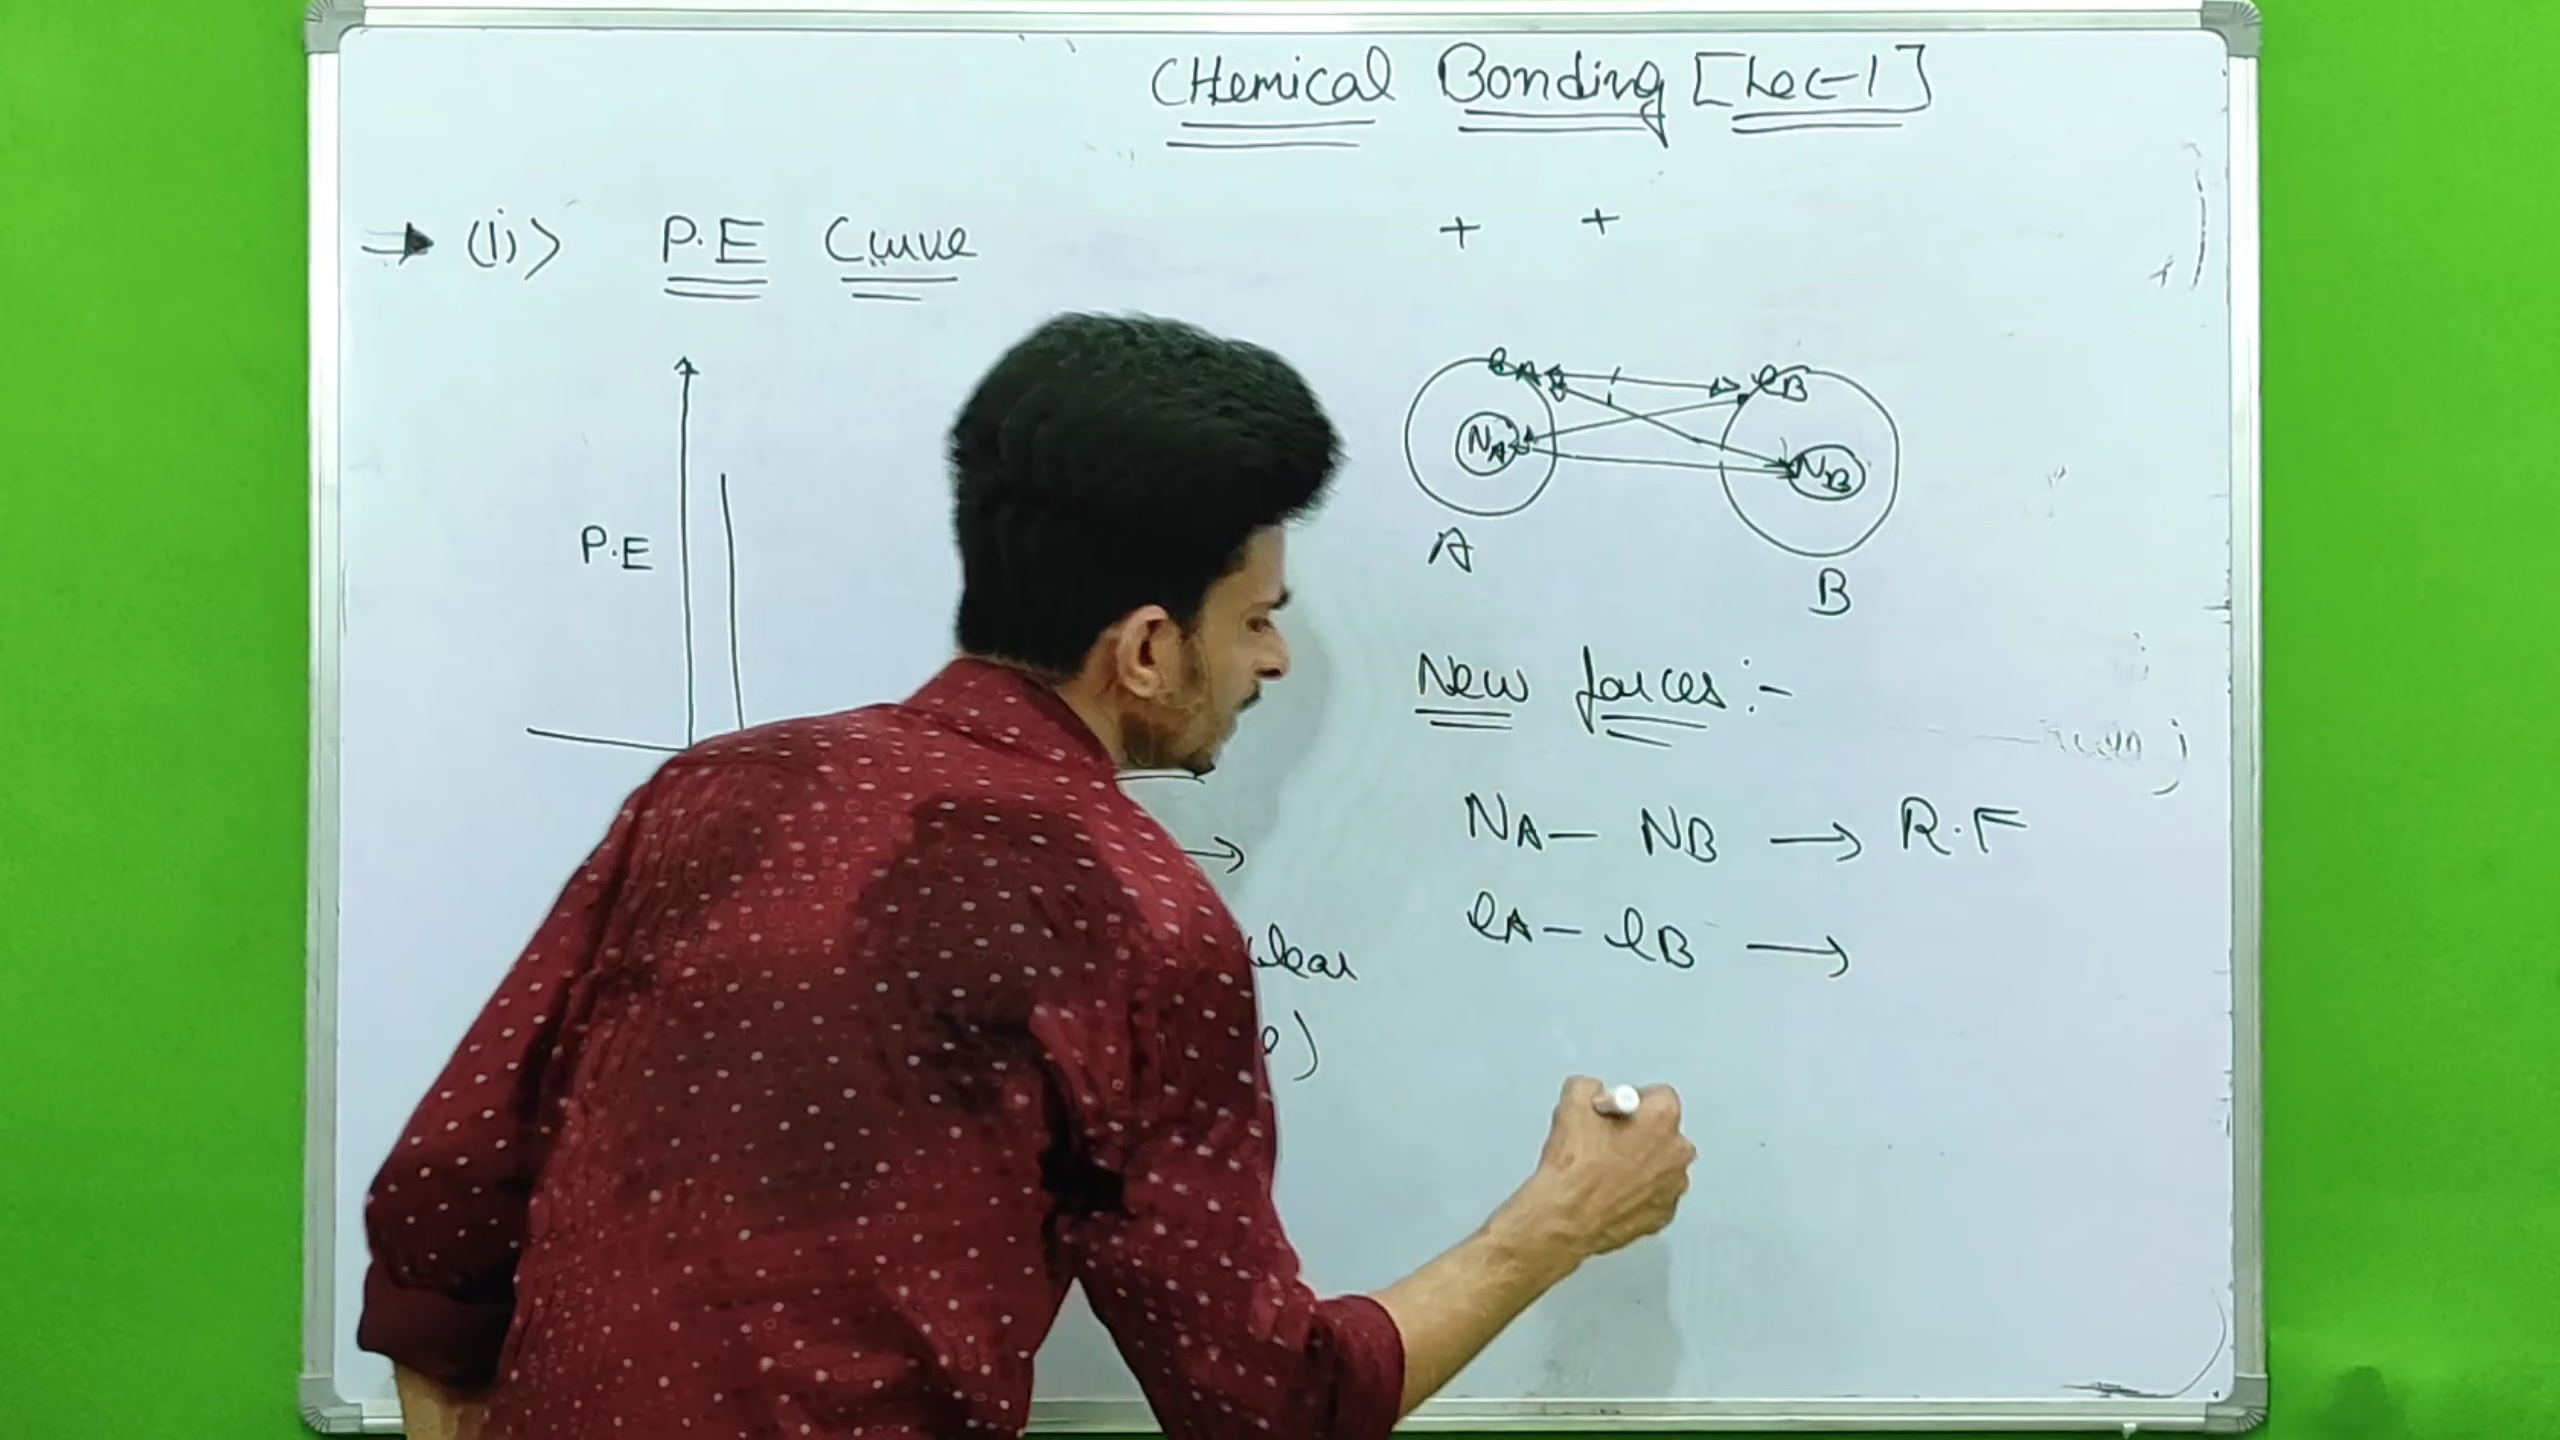 CHemical Bonding [Lec-1]
→ (i)> P.E Curve
+ +
eA eB
NA NB
P.E
A
B
New forces :-
NA - NB → R.F
eA - eB →